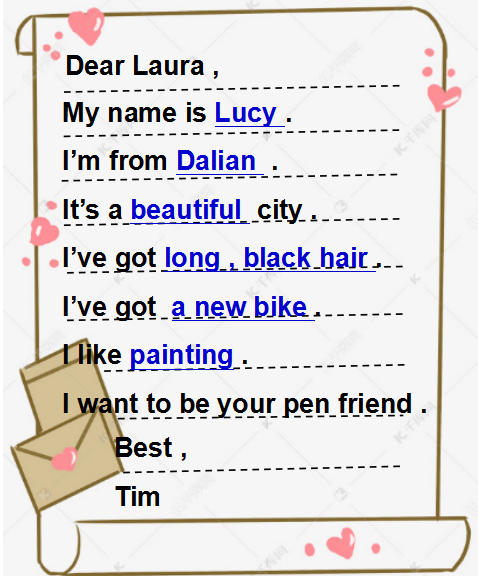 Dear Laura ,
My name is Lucy .
I’m from Dalian .
It’s a beautiful city .
I’ve got long , black hair .
I’ve got a new bike .
I like painting .
I want to be your pen friend .
Best ,
Tim